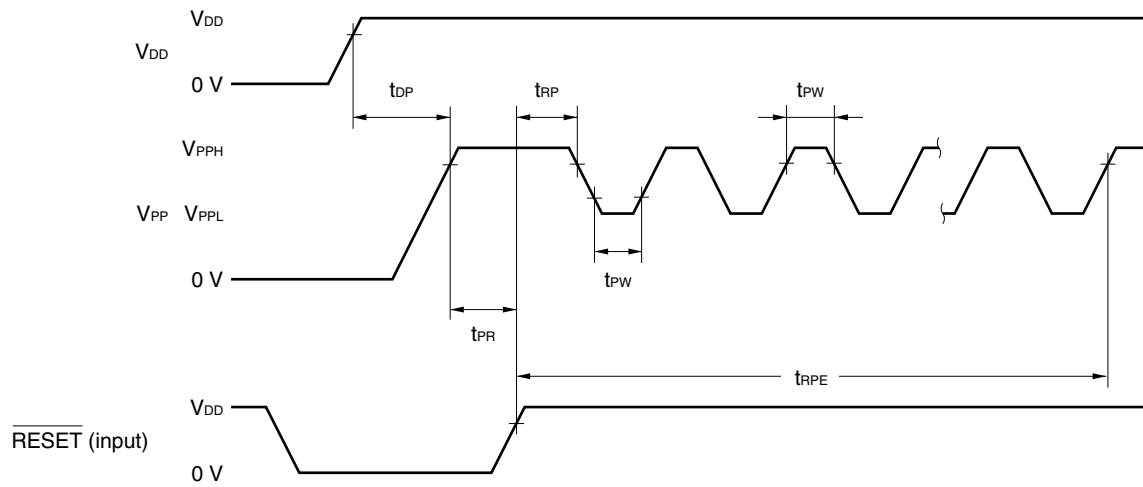 VDD
VDD
0 V
tDP
tRP
tPW
VPPH
VPP VPPL
0 V
tPW
tPR
tRPE
VDD
RESET (input)
0 V